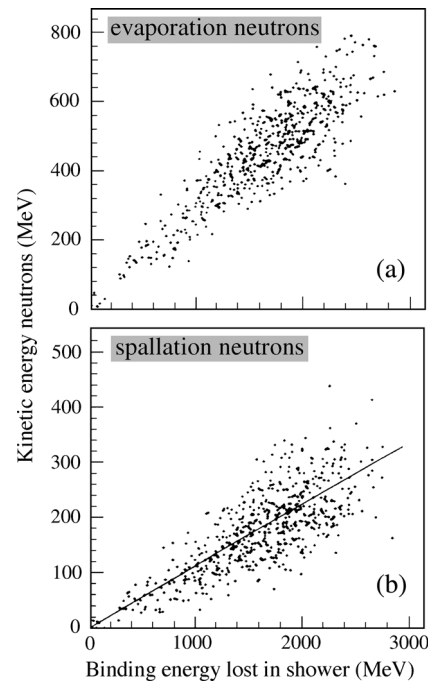 800
evaporation neutrons
600
400
200
(a)
0
Kinetic energy neutrons (MeV)
500
spallation neutrons
400
300
200
100
(b)
0
0 1000 2000 3000
Binding energy lost in shower (MeV)